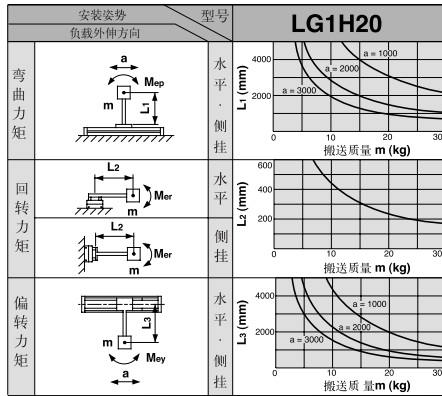 安装姿势
型号
负载外伸方向
LG1H20
弯曲力矩
a
Mep
m
L1
水平·侧挂
L1 (mm)
4000
2000
a = 1000
a = 2000
a = 3000
0
10
20
30
搬送质量 m (kg)
回转力矩
L2
Mer
m
水平
L2
Mer
m
侧挂
L2 (mm)
600
400
200
0
10
20
30
搬送质量 m (kg)
偏转力矩
L3
m
Mey
a
水平·侧挂
L3 (mm)
4000
2000
a = 1000
a = 2000
a = 3000
0
10
20
30
搬送质 量m (kg)